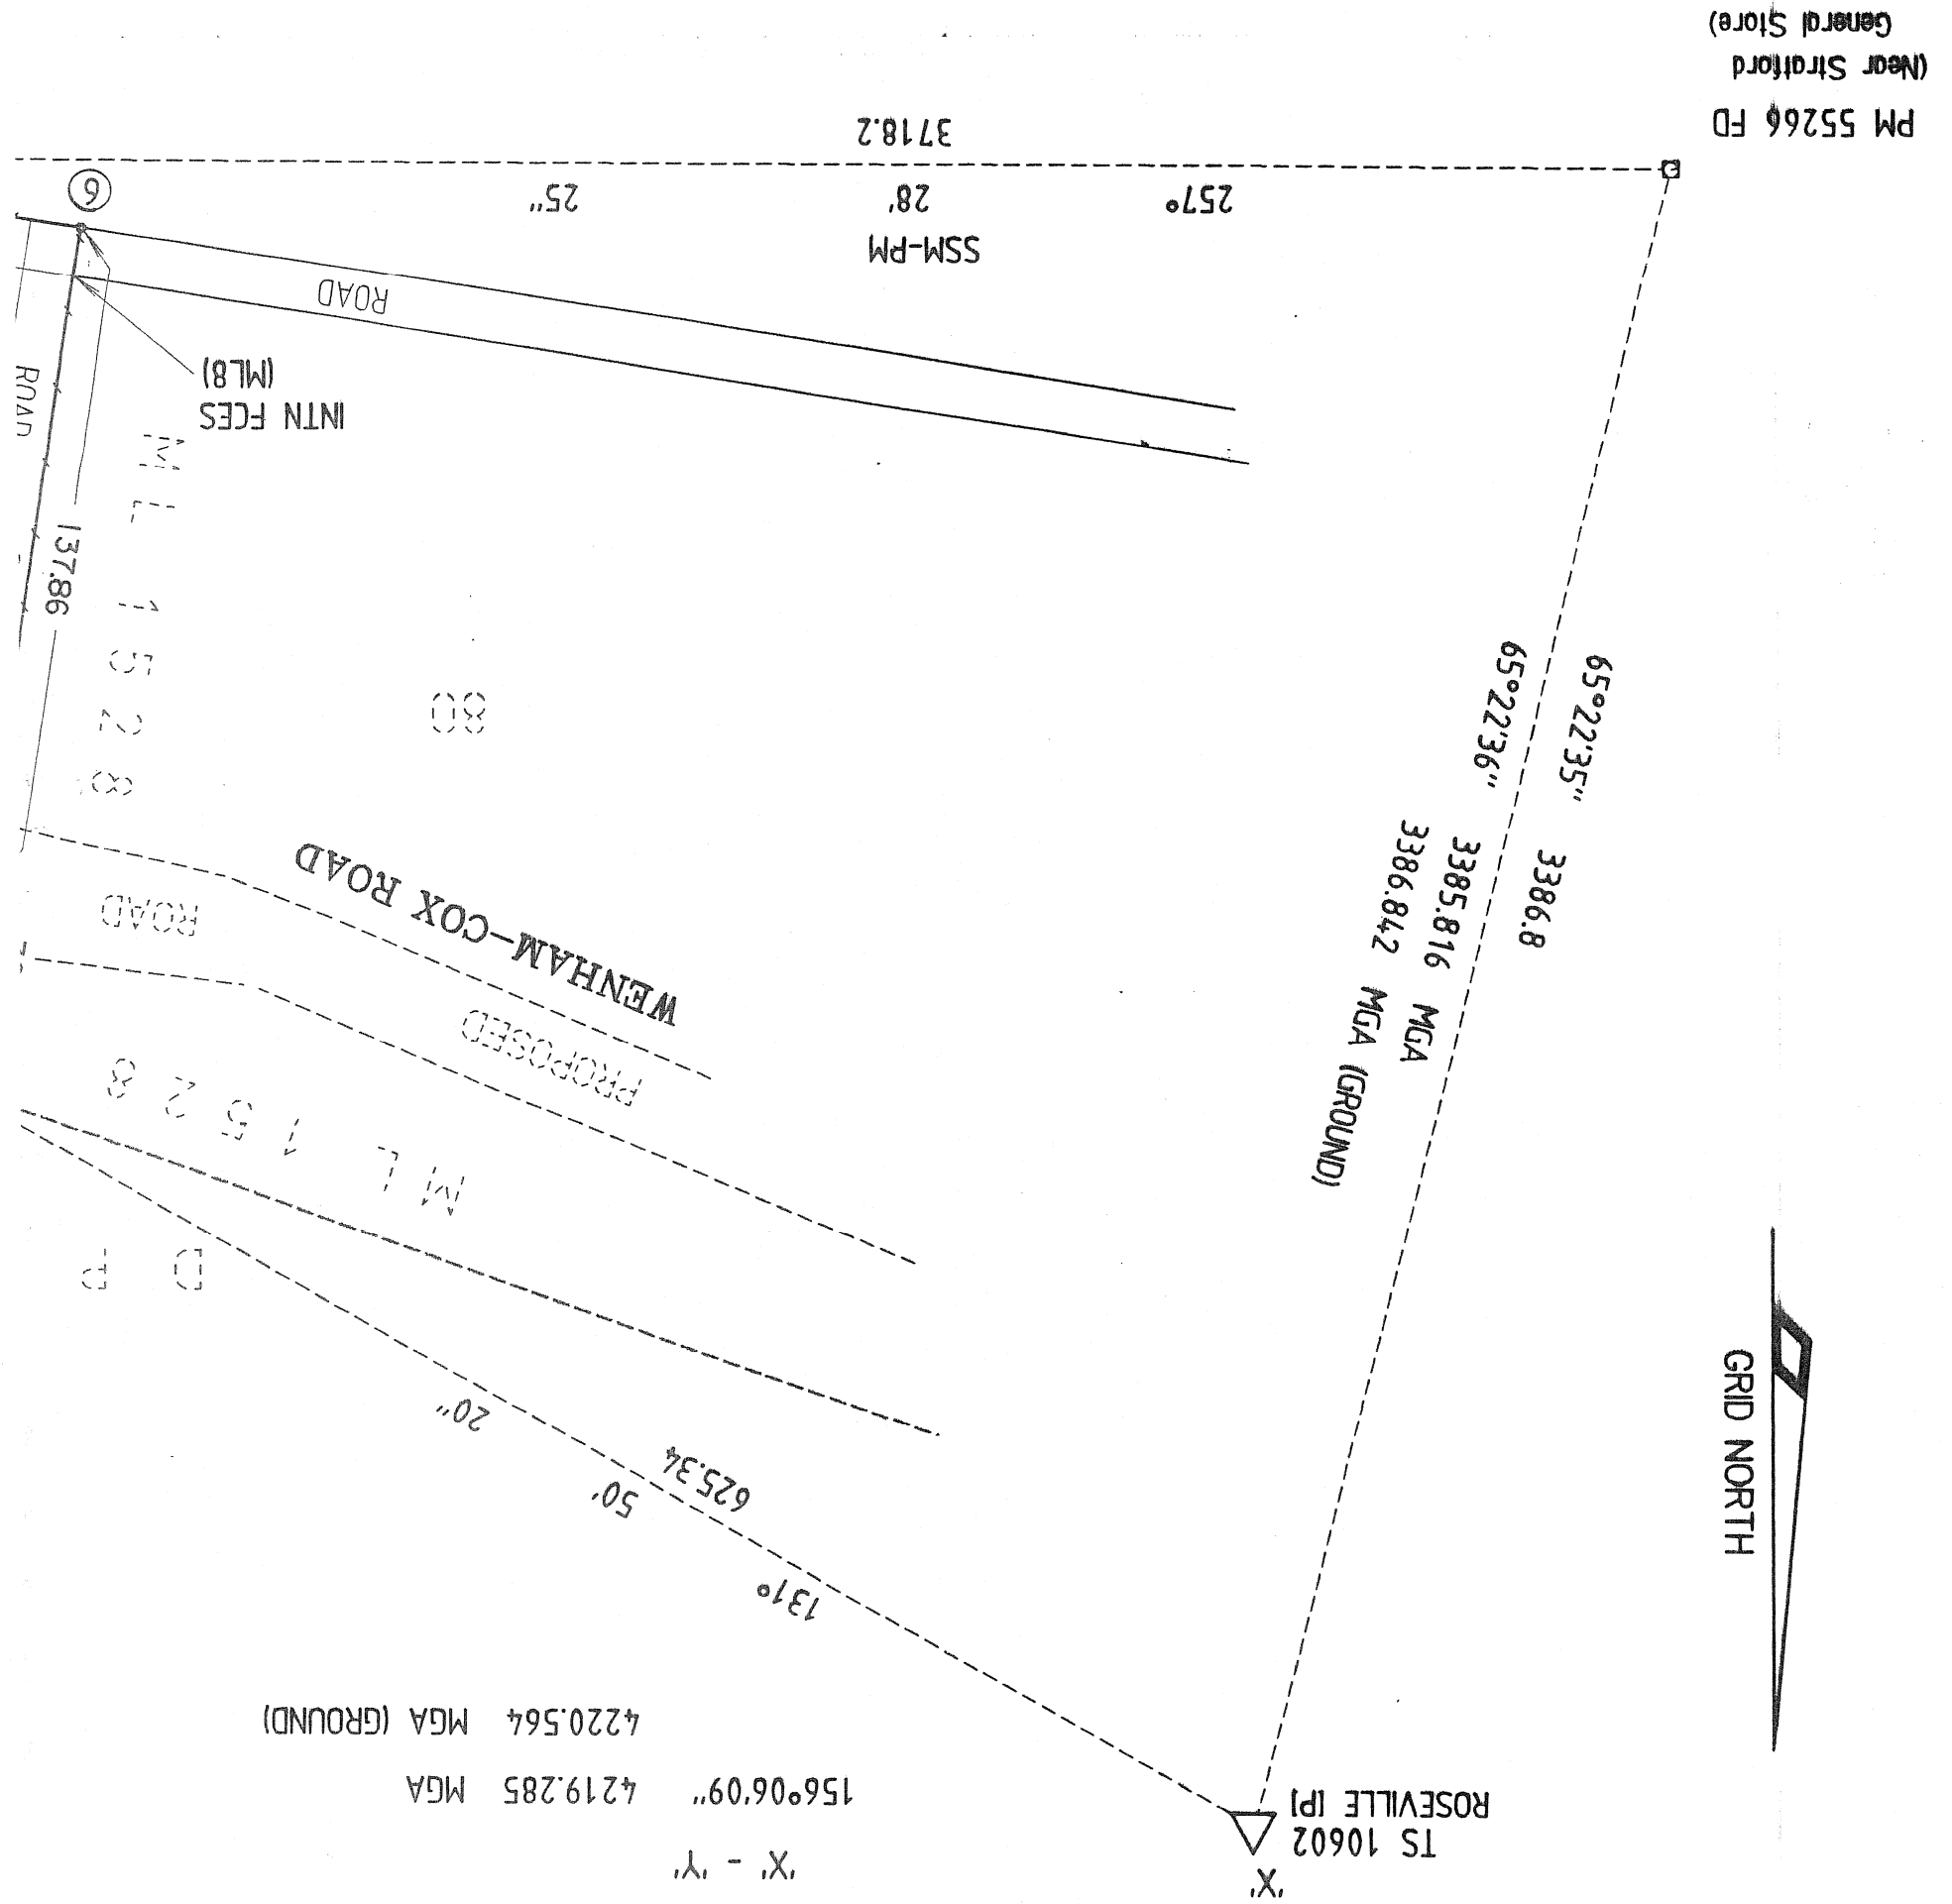 'X'
TS 10602
ROSEVILLE (P)
'X' - 'Y'
156°06'09" 4219.285 MGA
4220.564 MGA (GROUND)
131°
50'
20"
625.34
GRID NORTH
D P
ML 1528
PROPOSED
ROAD
WENHAM-COX ROAD
65°22'35" 3386.8
65°22'36"
3385.816 MGA
3386.842 MGA (GROUND)
80
ML 1528
137.86
ROAD
INTN FCES
(ML8)
ROAD
SSM-PM
257° 28' 25"
6
3718.2
PM 55266 FD
(Near Stratford
General Store)